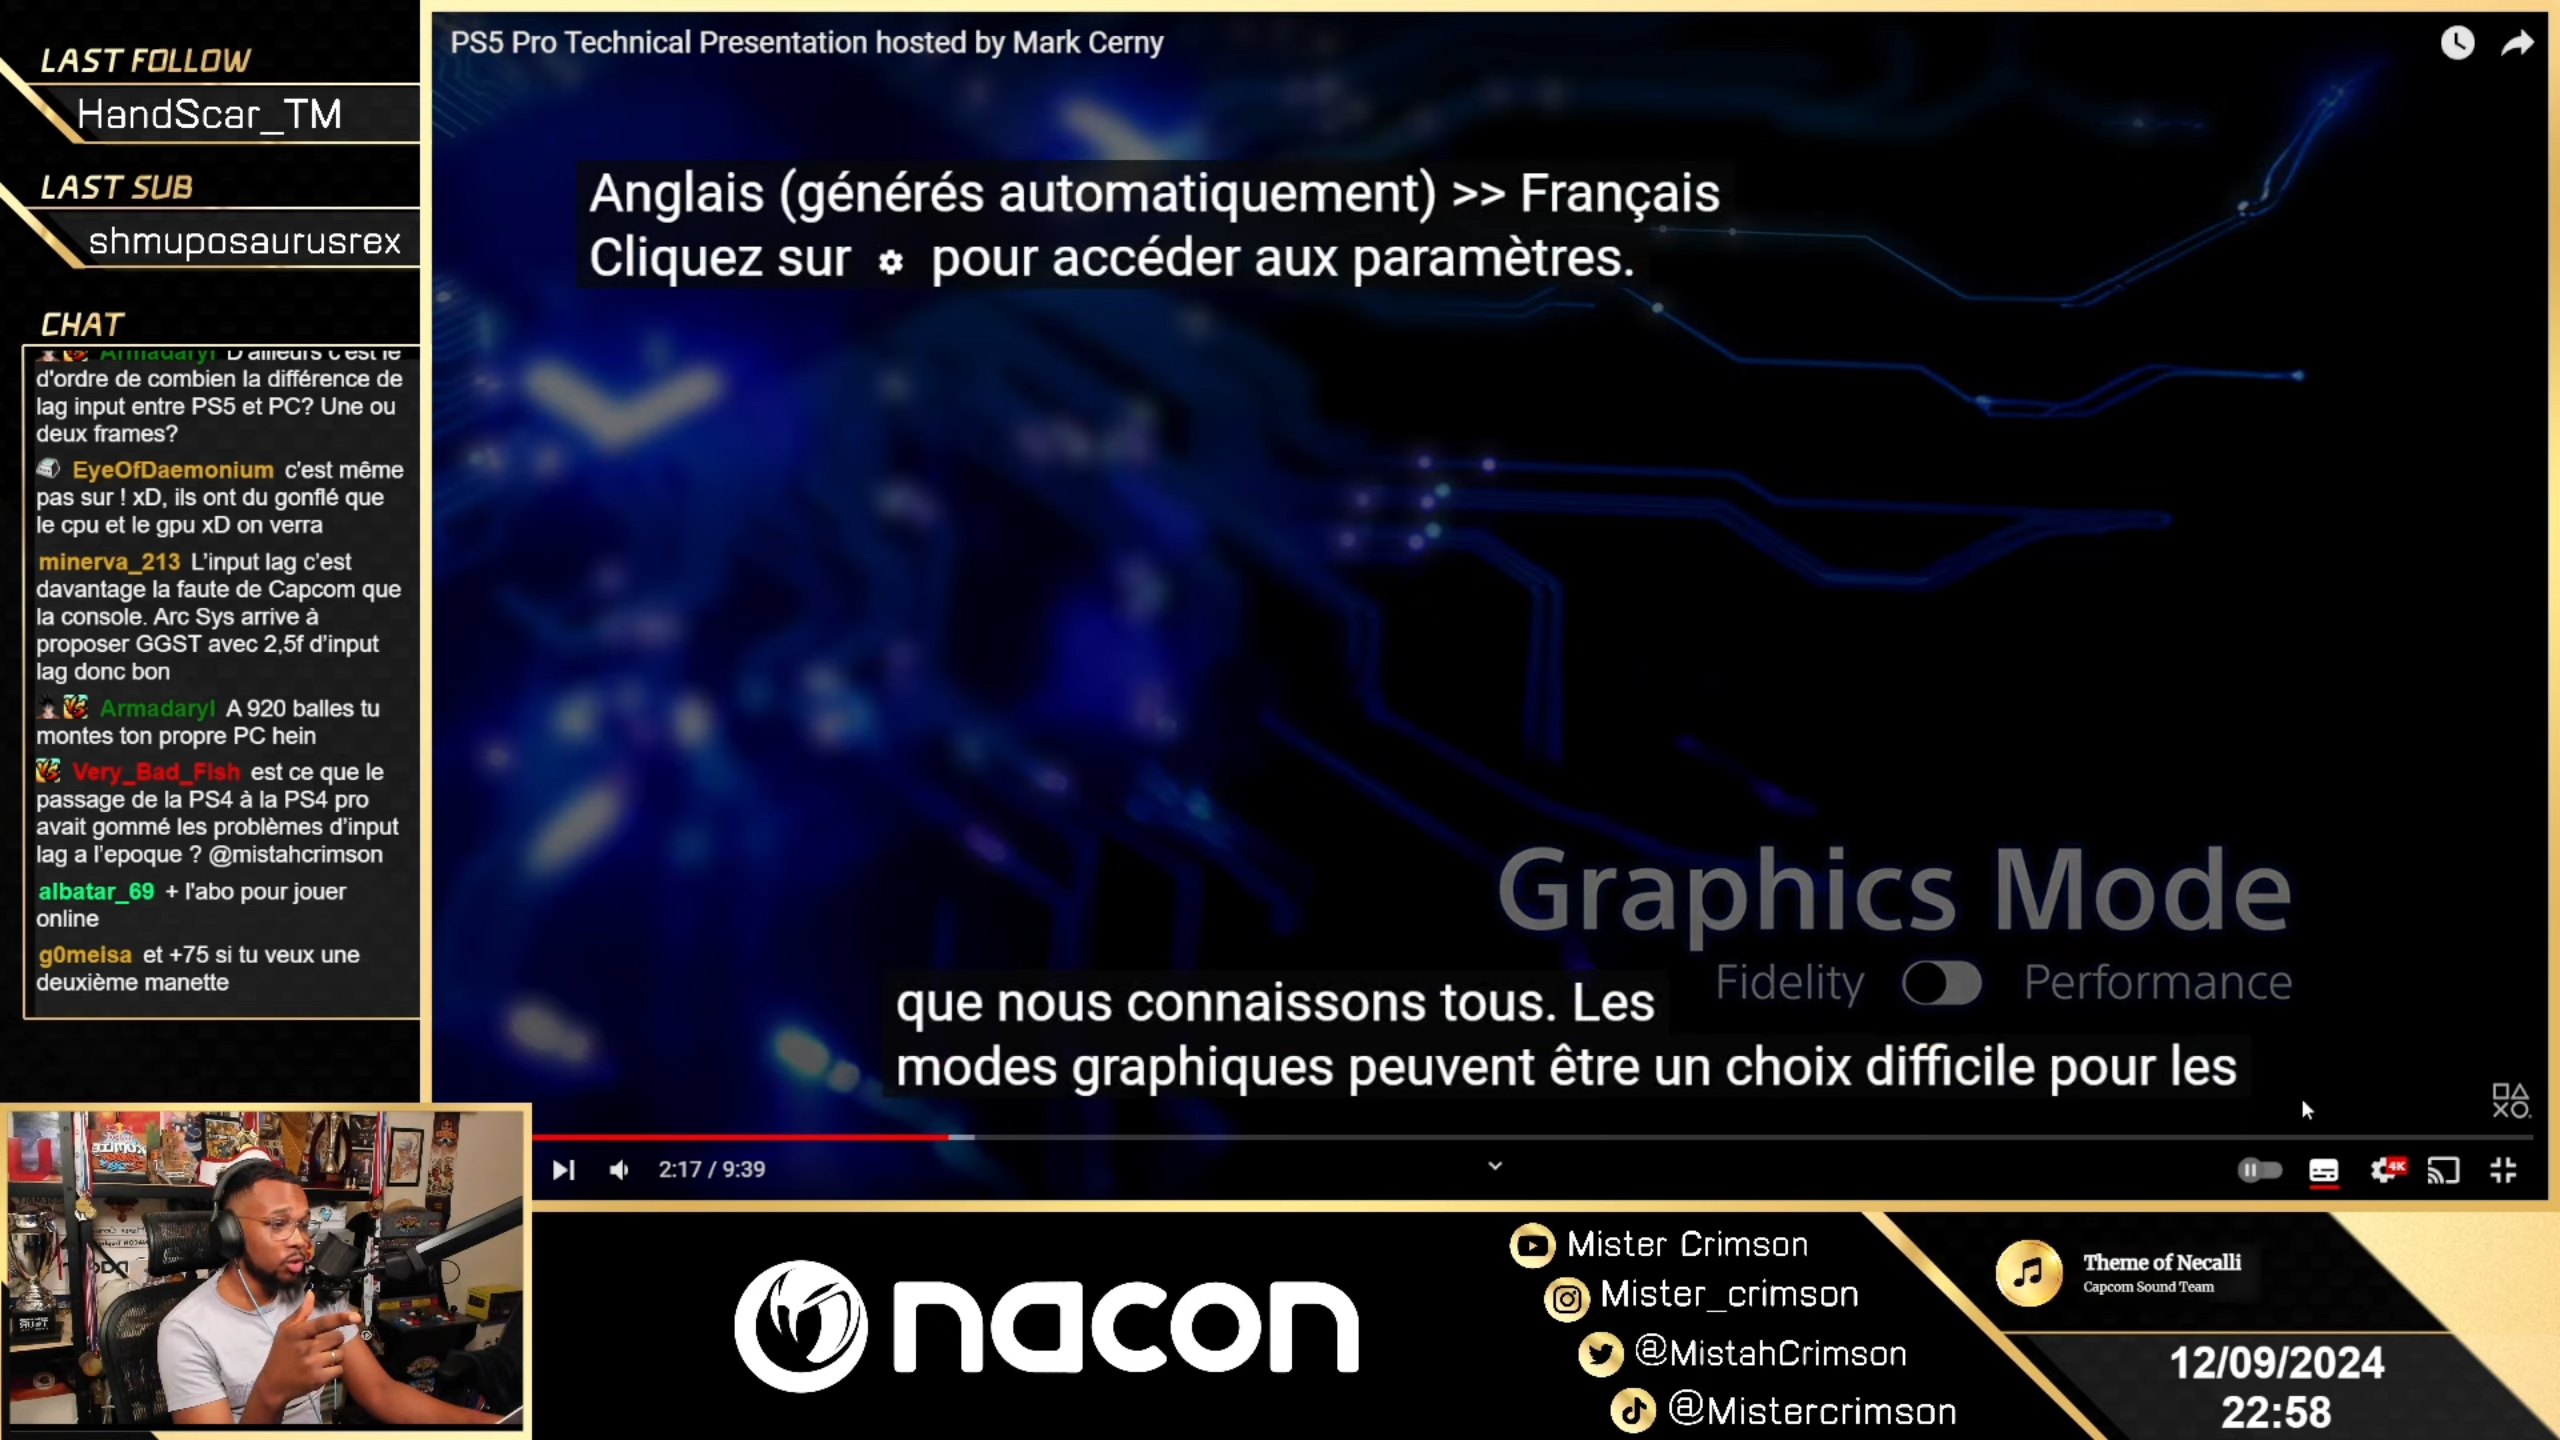 LAST FOLLOW
HandScar_TM
LAST SUB
shmuposaurusrex
CHAT
Armadaryl D'ailleurs c'est le
d'ordre de combien la différence de
lag input entre PS5 et PC? Une ou
deux frames?
EyeOfDaemonium c'est même
pas sur ! xD, ils ont du gonflé que
le cpu et le gpu xD on verra
minerva_213 L'input lag c'est
davantage la faute de Capcom que
la console. Arc Sys arrive à
proposer GGST avec 2,5f d'input
lag donc bon
Armadaryl A 920 balles tu
montes ton propre PC hein
Very_Bad_Fish est ce que le
passage de la PS4 à la PS4 pro
avait gommé les problèmes d'input
lag a l'epoque ? @mistahcrimson
albatar_69 + l'abo pour jouer
online
g0meisa et +75 si tu veux une
deuxième manette
PS5 Pro Technical Presentation hosted by Mark Cerny
Anglais (générés automatiquement) >> Français
Cliquez sur pour accéder aux paramètres.
Graphics Mode
Fidelity Performance
que nous connaissons tous. Les
modes graphiques peuvent être un choix difficile pour les
2:17 / 9:39
4K
nacon
Mister Crimson
Mister_crimson
@MistahCrimson
@Mistercrimson
Theme of Necalli
Capcom Sound Team
12/09/2024
22:58